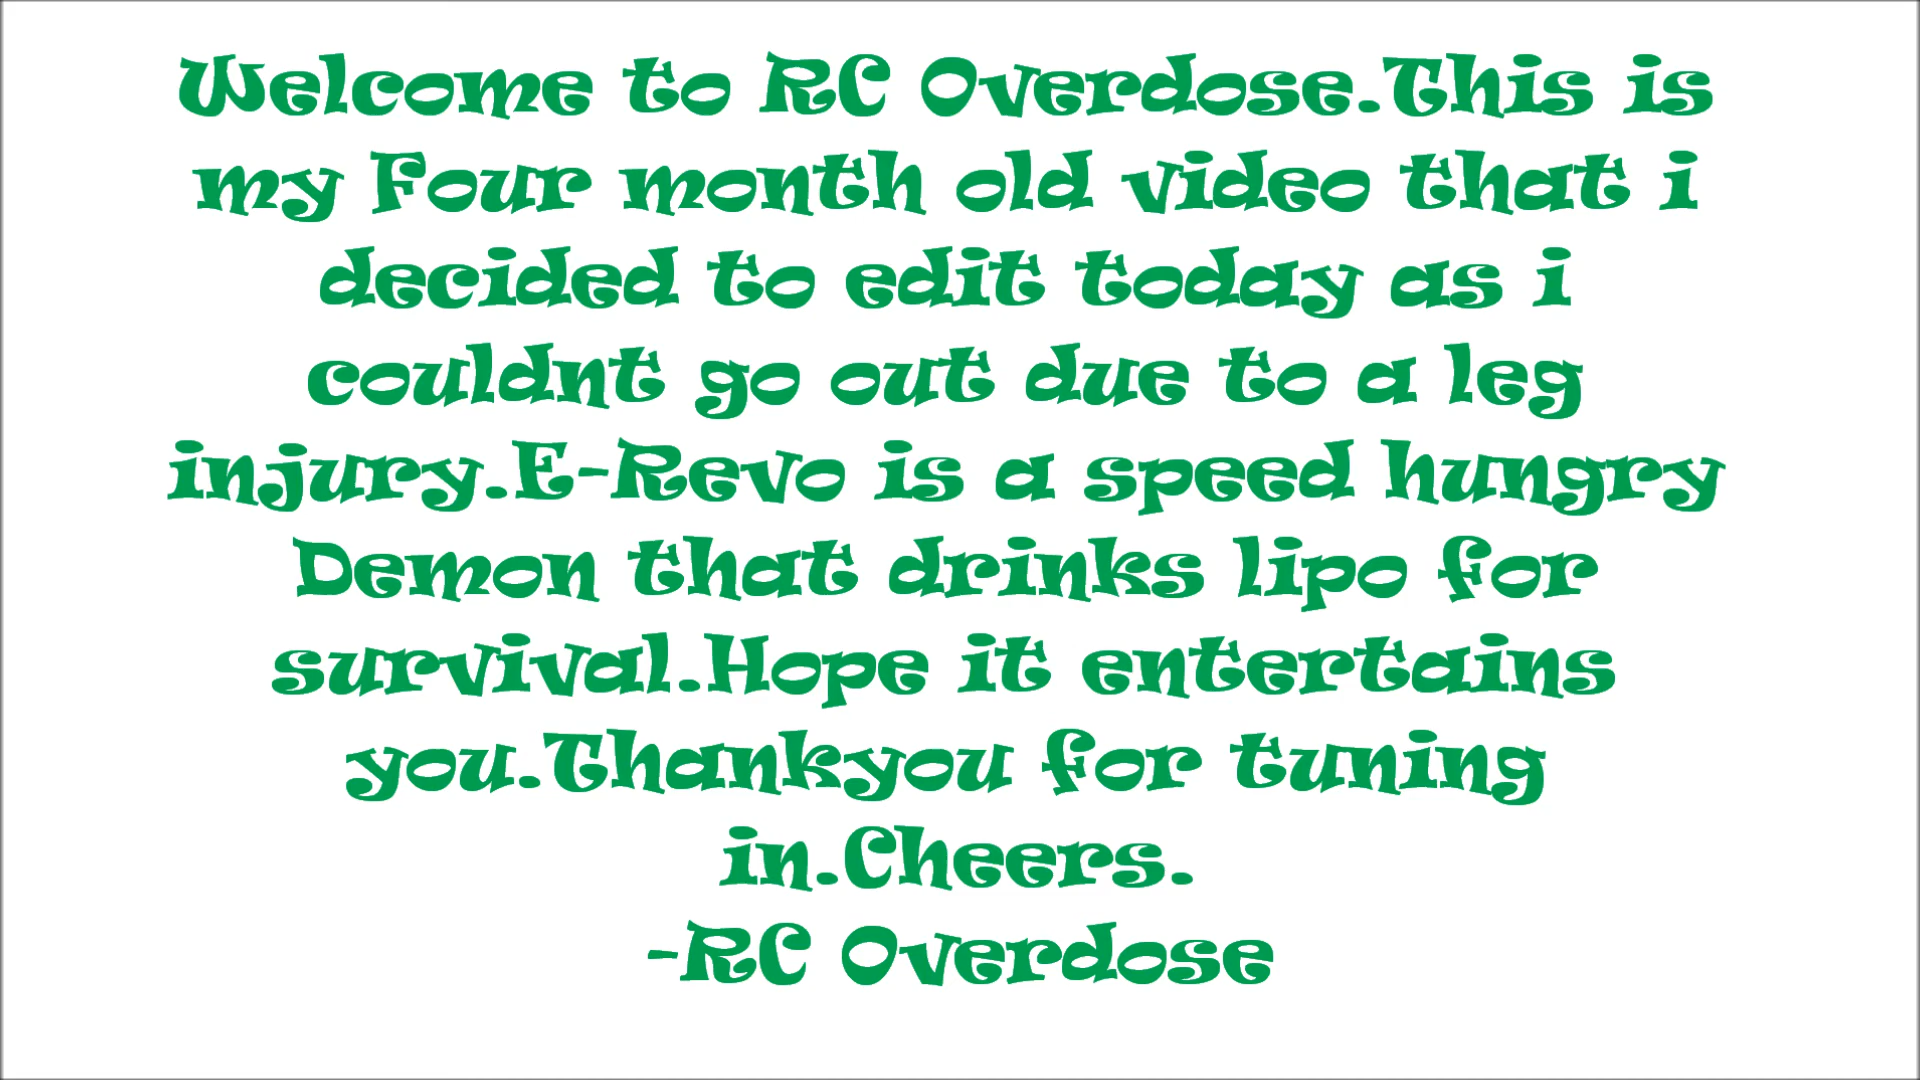 Welcome to RC Overdose.This is
my Four month old video that i
decided to edit today as i
couldnt go out due to a leg
injury.E-Revo is a speed hungry
Demon that drinks lipo for
survival.Hope it entertains
you.Thankyou for tuning
in.Cheers.
-RC Overdose